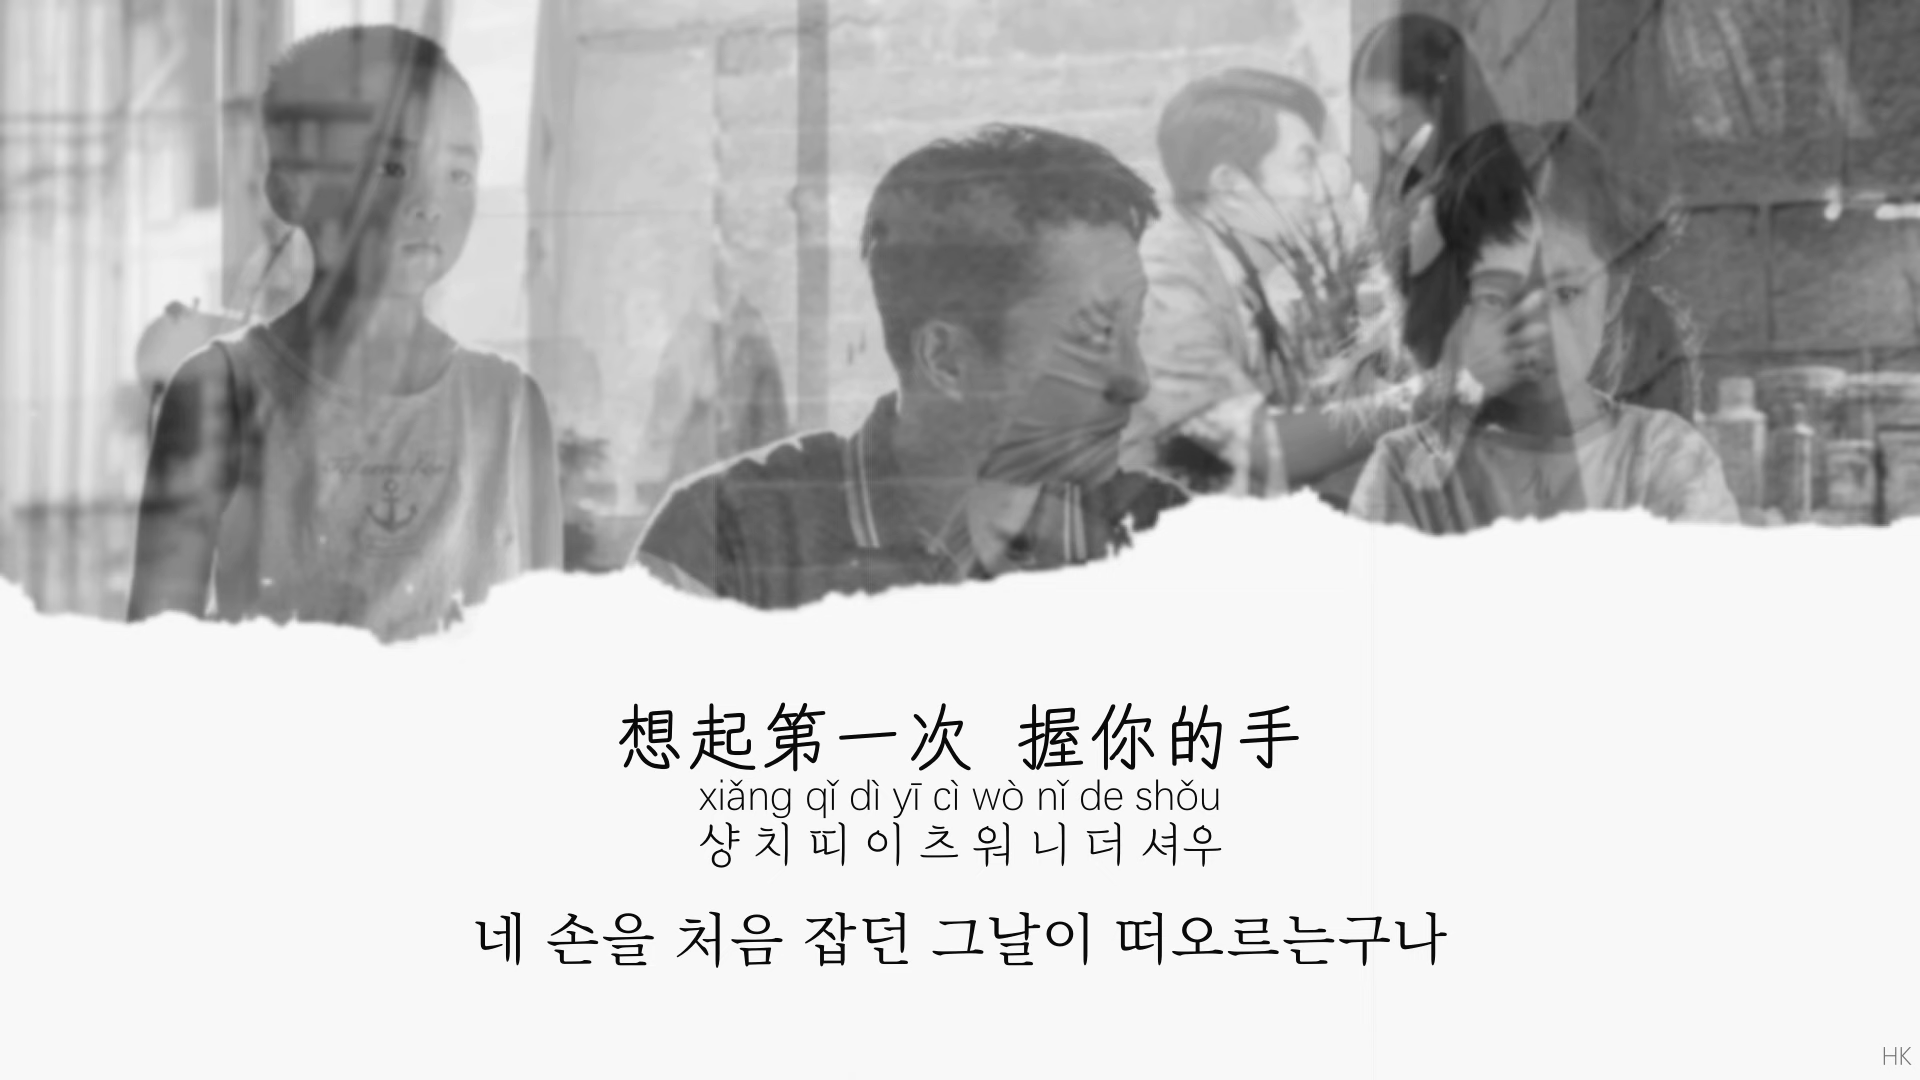 想起第一次 握你的手
xiǎng qǐ dì yī cì wò nǐ de shǒu
샹 치 띠 이 츠 워 니 더 셔우
네 손을 처음 잡던 그날이 떠오르는구나
HK